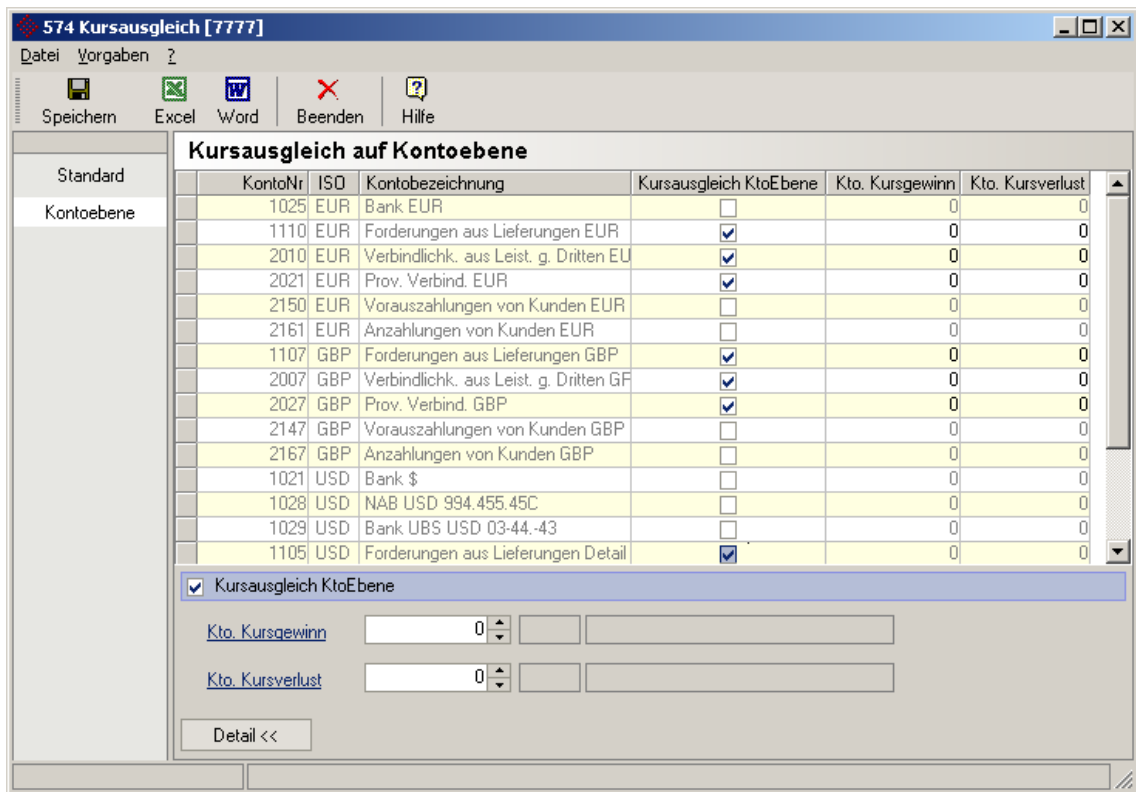 574 Kursausgleich [7777]
Datei Vorgaben ?
Speichern Excel Word Beenden Hilfe
Standard
Kontoebene
Kursausgleich auf Kontoebene
KontoNr ISO Kontobezeichnung Kursausgleich KtoEbene Kto. Kursgewinn Kto. Kursverlust
1025 EUR Bank EUR 0 0
1110 EUR Forderungen aus Lieferungen EUR 0 0
2010 EUR Verbindlichk. aus Leist. g. Dritten EU 0 0
2021 EUR Prov. Verbind. EUR 0 0
2150 EUR Vorauszahlungen von Kunden EUR 0 0
2161 EUR Anzahlungen von Kunden EUR 0 0
1107 GBP Forderungen aus Lieferungen GBP 0 0
2007 GBP Verbindlichk. aus Leist. g. Dritten GF 0 0
2027 GBP Prov. Verbind. GBP 0 0
2147 GBP Vorauszahlungen von Kunden GBP 0 0
2167 GBP Anzahlungen von Kunden GBP 0 0
1021 USD Bank $ 0 0
1028 USD NAB USD 994.455.45C 0 0
1029 USD Bank UBS USD 03-44.-43 0 0
1105 USD Forderungen aus Lieferungen Detail 0 0
Kursausgleich KtoEbene
Kto. Kursgewinn 0
Kto. Kursverlust 0
Detail <<